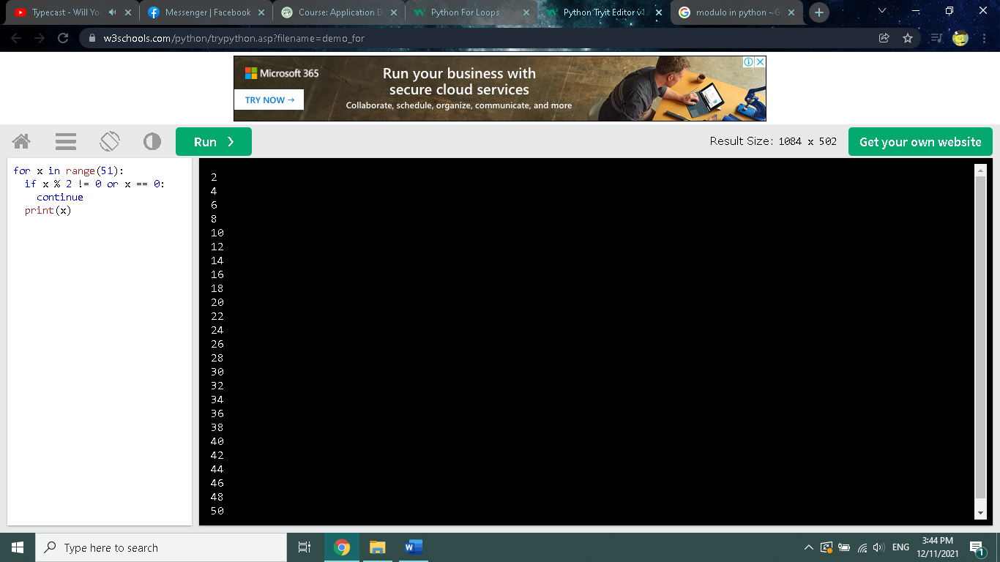 Typecast - Will You
Messenger | Facebook
Course: Application D
Python For Loops
Python Tryit Editor v1.
modulo in python - G
w3schools.com/python/trypython.asp?filename=demo_for
Microsoft 365
TRY NOW →
Run your business with
secure cloud services
Collaborate, schedule, organize, communicate, and more
Run ❯
Result Size: 1084 x 502
Get your own website
for x in range(51):
  if x % 2 != 0 or x == 0:
    continue
  print(x)
2
4
6
8
10
12
14
16
18
20
22
24
26
28
30
32
34
36
38
40
42
44
46
48
50
Type here to search
ENG
3:44 PM
12/11/2021
1